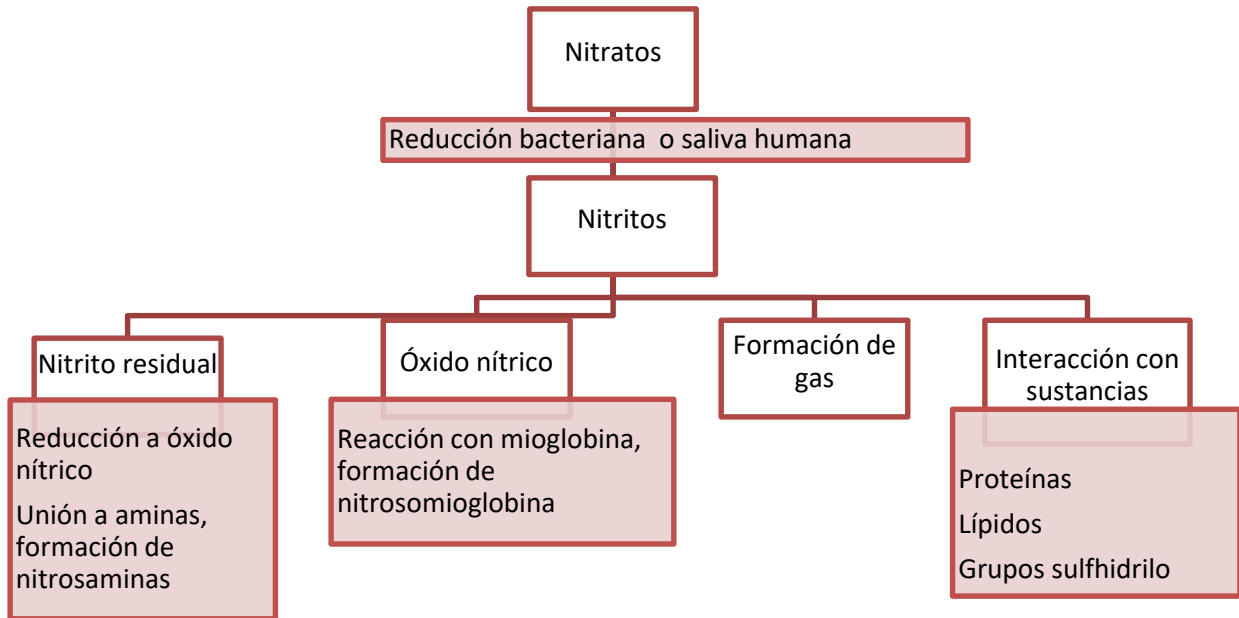 Nitratos
Reducción bacteriana o saliva humana
Nitritos
Nitrito residual
Reducción a óxido
nítrico
Unión a aminas,
formación de
nitrosaminas
Óxido nítrico
Reacción con mioglobina,
formación de
nitrosomioglobina
Formación de
gas
Interacción con
sustancias
Proteínas
Lípidos
Grupos sulfhidrilo